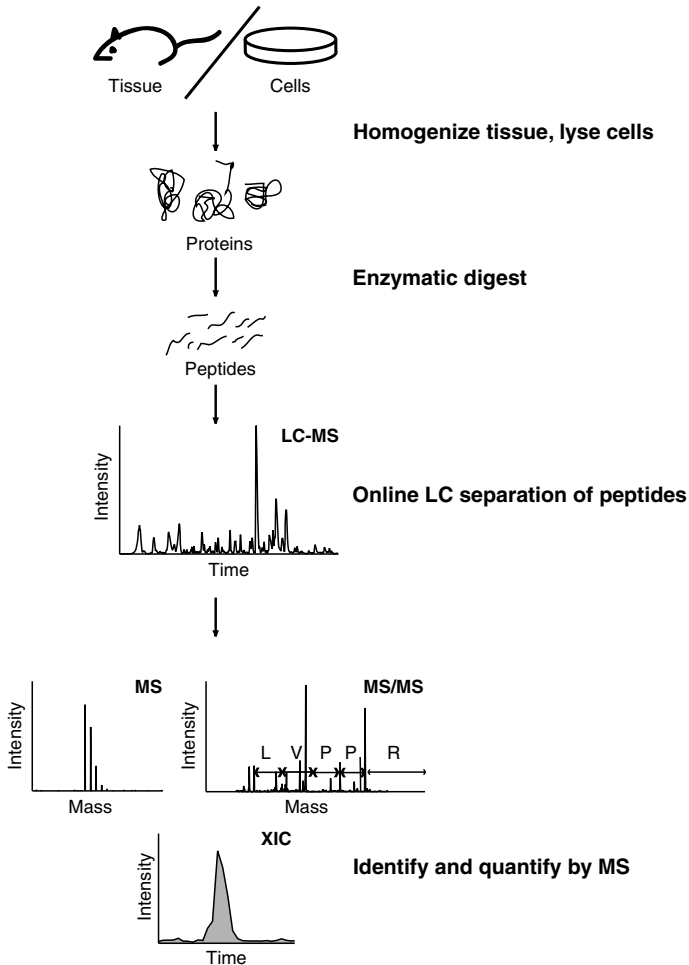 Tissue
Cells
Homogenize tissue, lyse cells
Proteins
Enzymatic digest
Peptides
LC-MS
Intensity
Online LC separation of peptides
Time
MS
Intensity
Mass
MS/MS
Intensity
L V P P R
Mass
XIC
Intensity
Identify and quantify by MS
Time